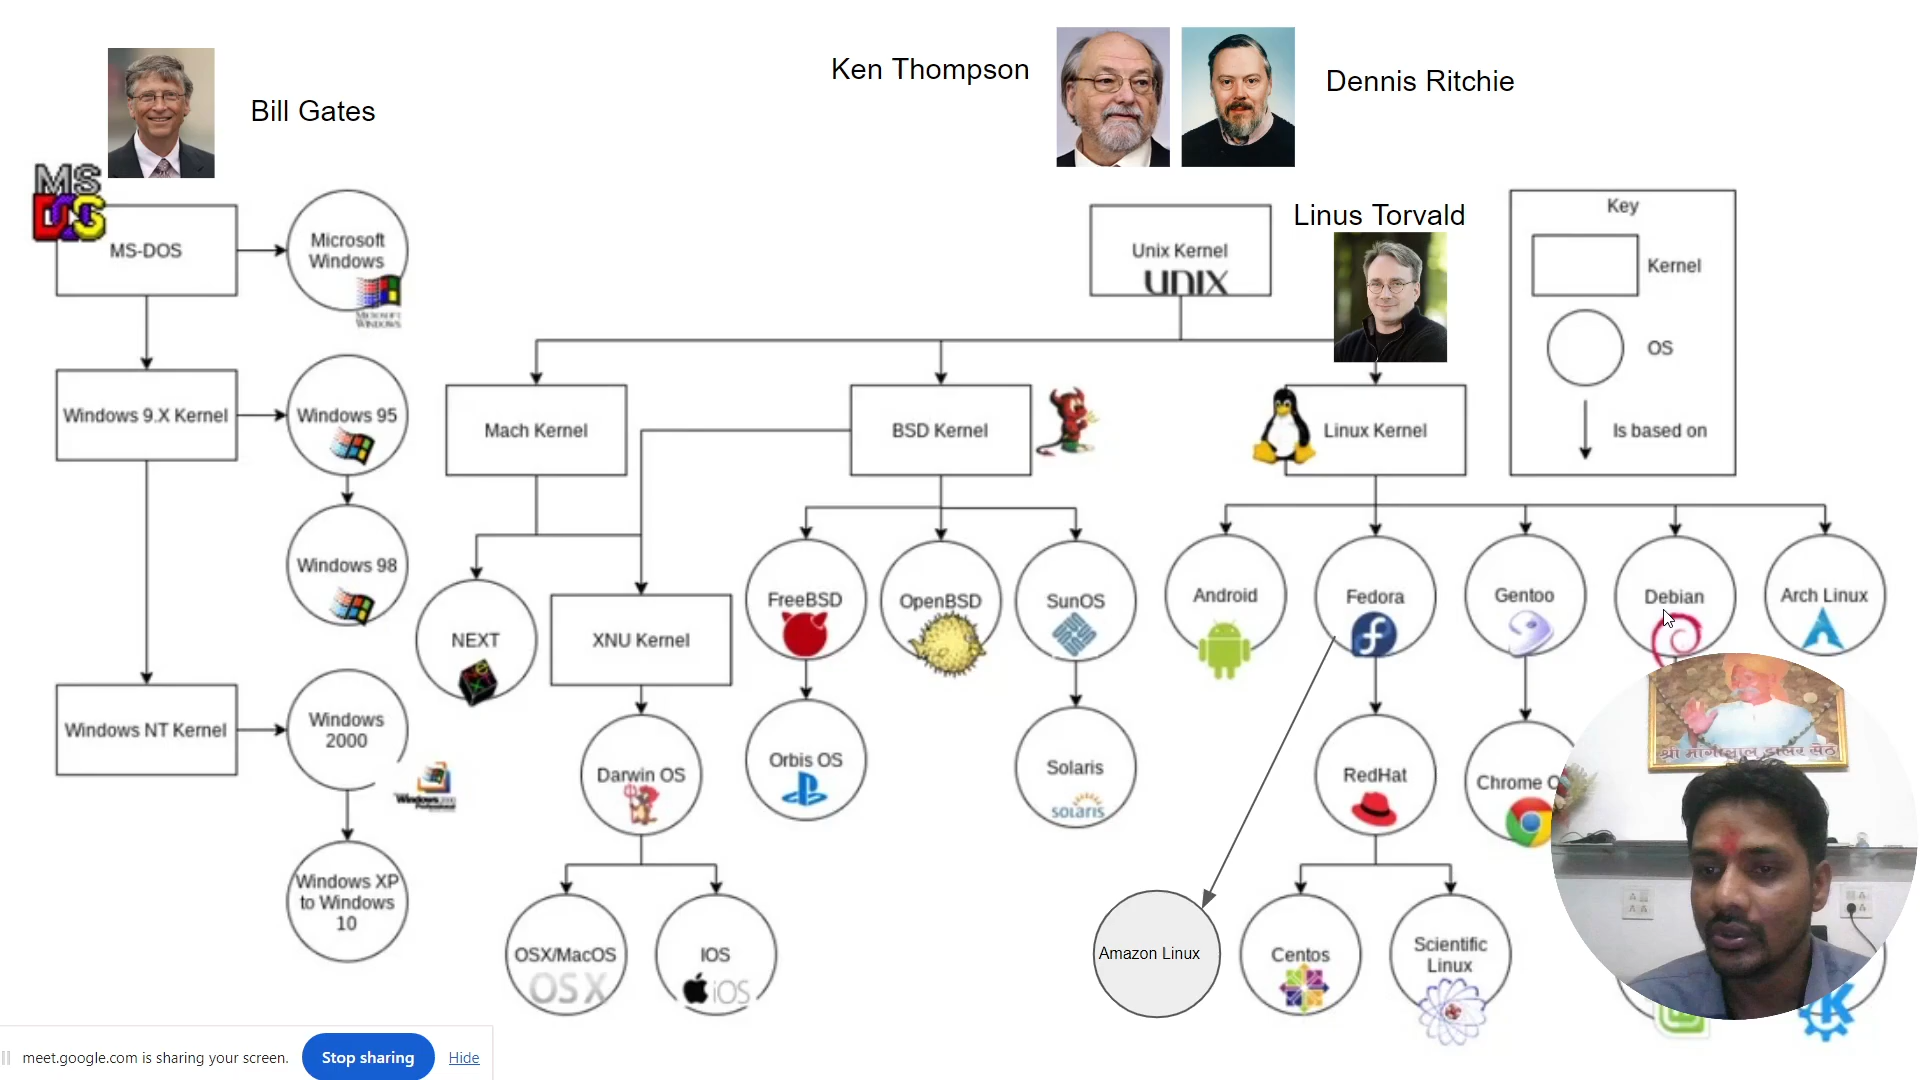 Ken Thompson
Dennis Ritchie
Bill Gates
MS
DOS
MS-DOS
Microsoft
Windows
MICROSOFT
WINDOWS
Unix Kernel
UNIX
Linus Torvald
Key
Kernel
OS
Is based on
Windows 9.X Kernel
Windows 95
Mach Kernel
BSD Kernel
Linux Kernel
Windows 98
NEXT
XNU Kernel
FreeBSD
OpenBSD
SunOS
Android
Fedora
Gentoo
Debian
Arch Linux
Windows NT Kernel
Windows
2000
Darwin OS
Orbis OS
Solaris
solaris
RedHat
Chrome O
श्री मांगीलाल डालर सेठ
Windows XP
to Windows
10
OSX/MacOS
OS X
IOS
iOS
Amazon Linux
Centos
Scientific
Linux
meet.google.com is sharing your screen.
Stop sharing
Hide